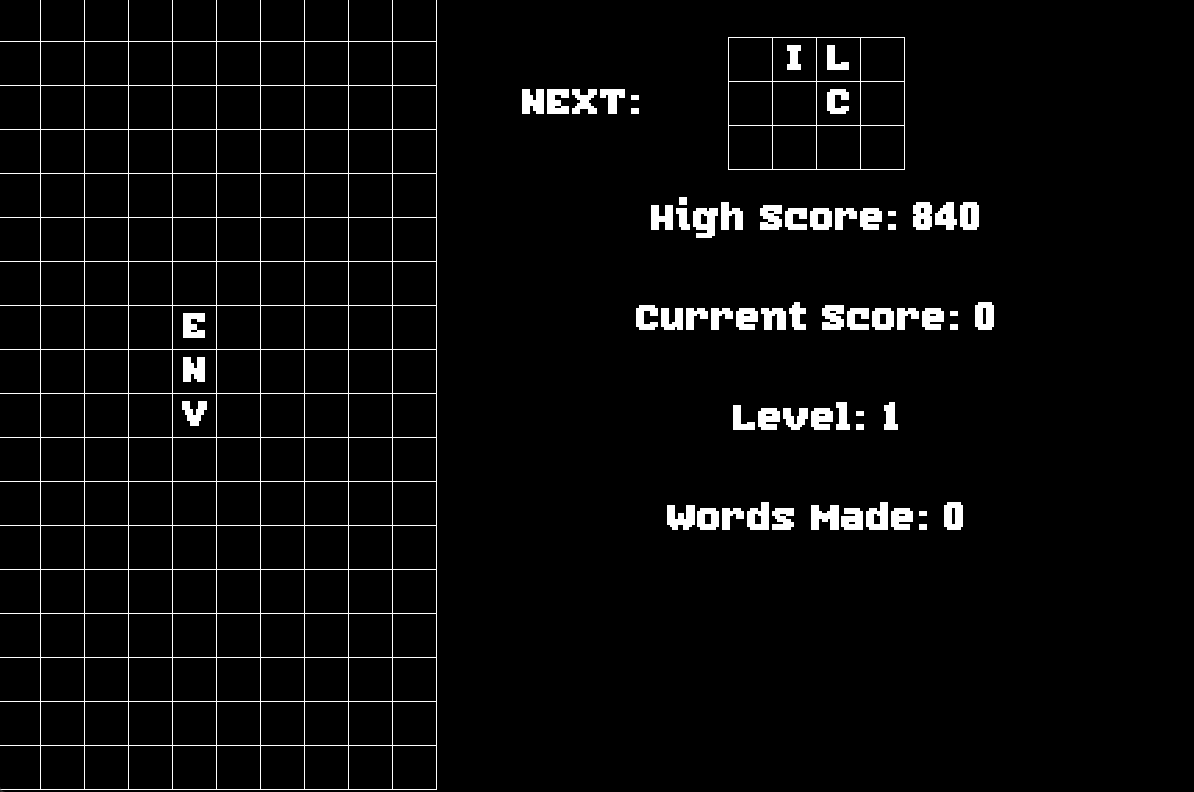 I L
NEXT: C
High Score: 840
E
Current Score: 0
N
V
Level: 1
Words Made: 0